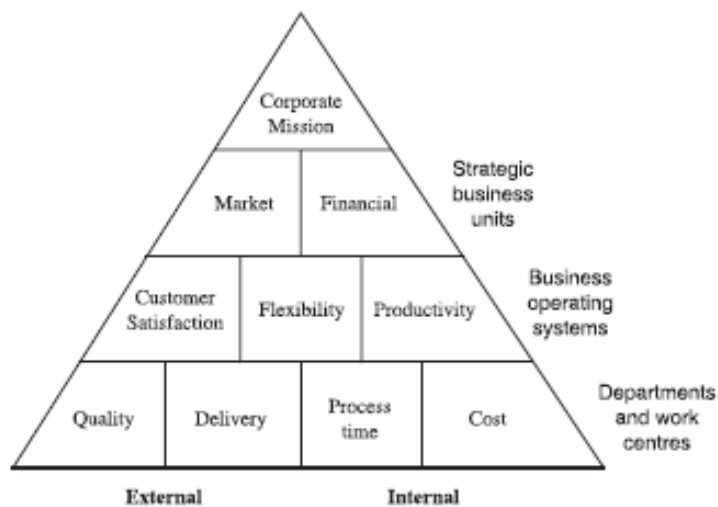 Corporate
Mission
Market
Financial
Strategic
business
units
Customer
Satisfaction
Flexibility
Productivity
Business
operating
systems
Quality
Delivery
Process
time
Cost
Departments
and work
centres
External
Internal